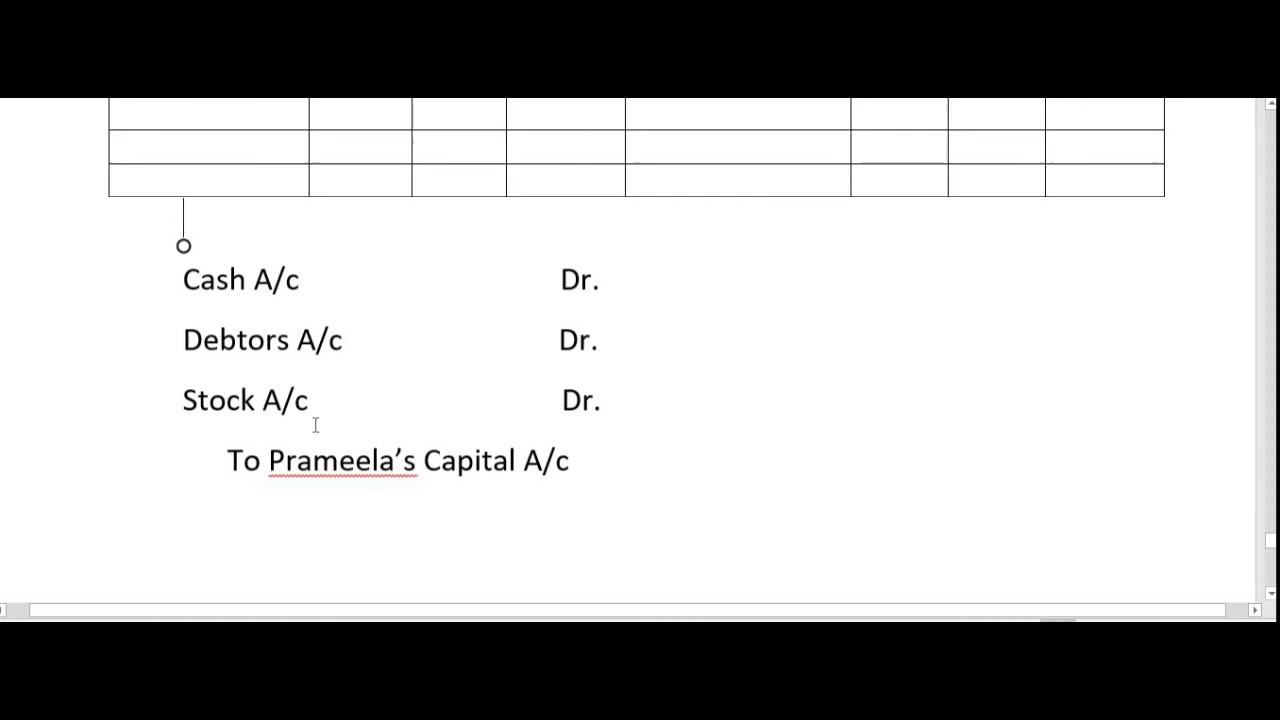 Cash A/c Dr.
Debtors A/c Dr.
Stock A/c Dr.
To Prameela’s Capital A/c